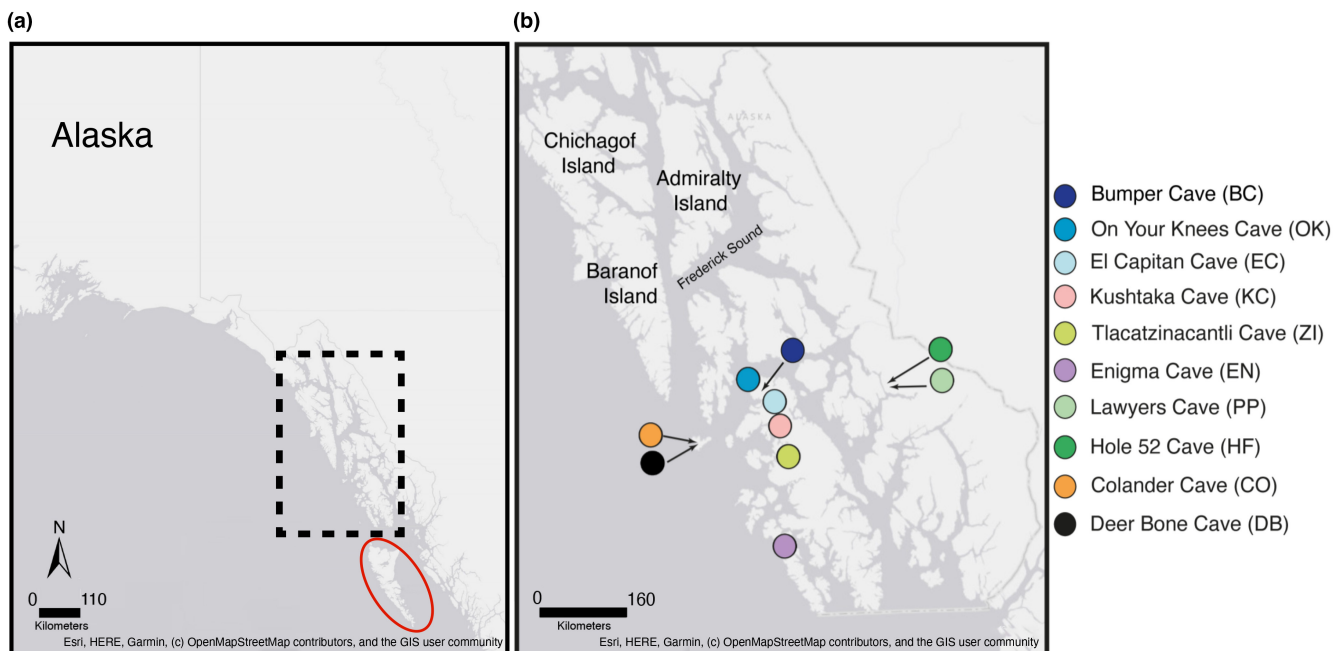 (a)
Alaska
N
0 110
Kilometers
Esri, HERE, Garmin, (c) OpenMapStreetMap contributors, and the GIS user community
(b)
ALASKA
Chichagof
Island
Admiralty
Island
Frederick Sound
Baranof
Island
0 160
Kilometers
Esri, HERE, Garmin, (c) OpenMapStreetMap contributors, and the GIS user community
Bumper Cave (BC)
On Your Knees Cave (OK)
El Capitan Cave (EC)
Kushtaka Cave (KC)
Tlacatzinacantli Cave (ZI)
Enigma Cave (EN)
Lawyers Cave (PP)
Hole 52 Cave (HF)
Colander Cave (CO)
Deer Bone Cave (DB)